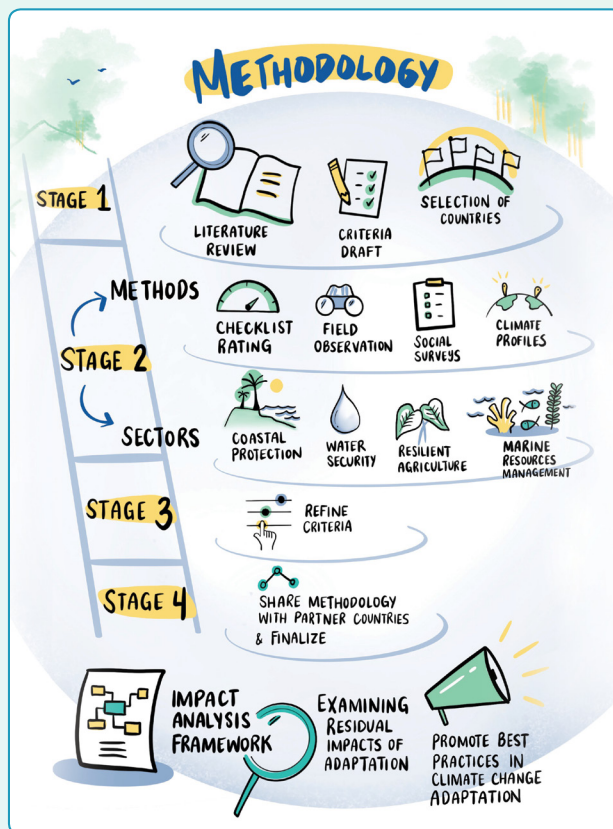 METHODOLOGY
STAGE 1
LITERATURE
REVIEW
CRITERIA
DRAFT
SELECTION OF
COUNTRIES
STAGE 2
METHODS
CHECKLIST
RATING
FIELD
OBSERVATION
SOCIAL
SURVEYS
CLIMATE
PROFILES
SECTORS
COASTAL
PROTECTION
WATER
SECURITY
RESILIENT
AGRICULTURE
MARINE
RESOURCES
MANAGEMENT
STAGE 3
REFINE
CRITERIA
STAGE 4
SHARE METHODOLOGY
WITH PARTNER COUNTRIES
& FINALIZE
IMPACT
ANALYSIS
FRAMEWORK
EXAMINING
RESIDUAL
IMPACTS OF
ADAPTATION
PROMOTE BEST
PRACTICES IN
CLIMATE CHANGE
ADAPTATION